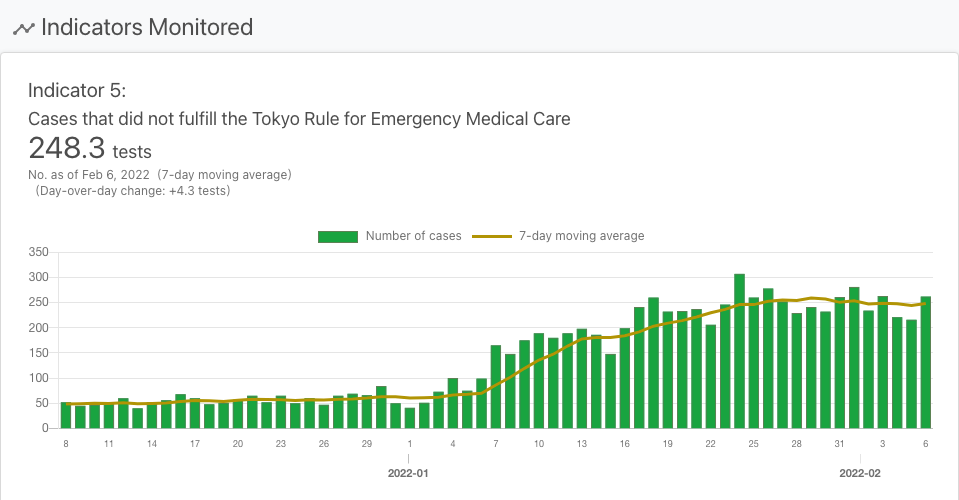 Indicators Monitored
Indicator 5:
Cases that did not fulfill the Tokyo Rule for Emergency Medical Care
248.3 tests
No. as of Feb 6, 2022 (7-day moving average)
(Day-over-day change: +4.3 tests)
Number of cases 7-day moving average
350
300
250
200
150
100
50
0
8 11 14 17 20 23 26 29 1 4 7 10 13 16 19 22 25 28 31 3 6
2022-01 2022-02